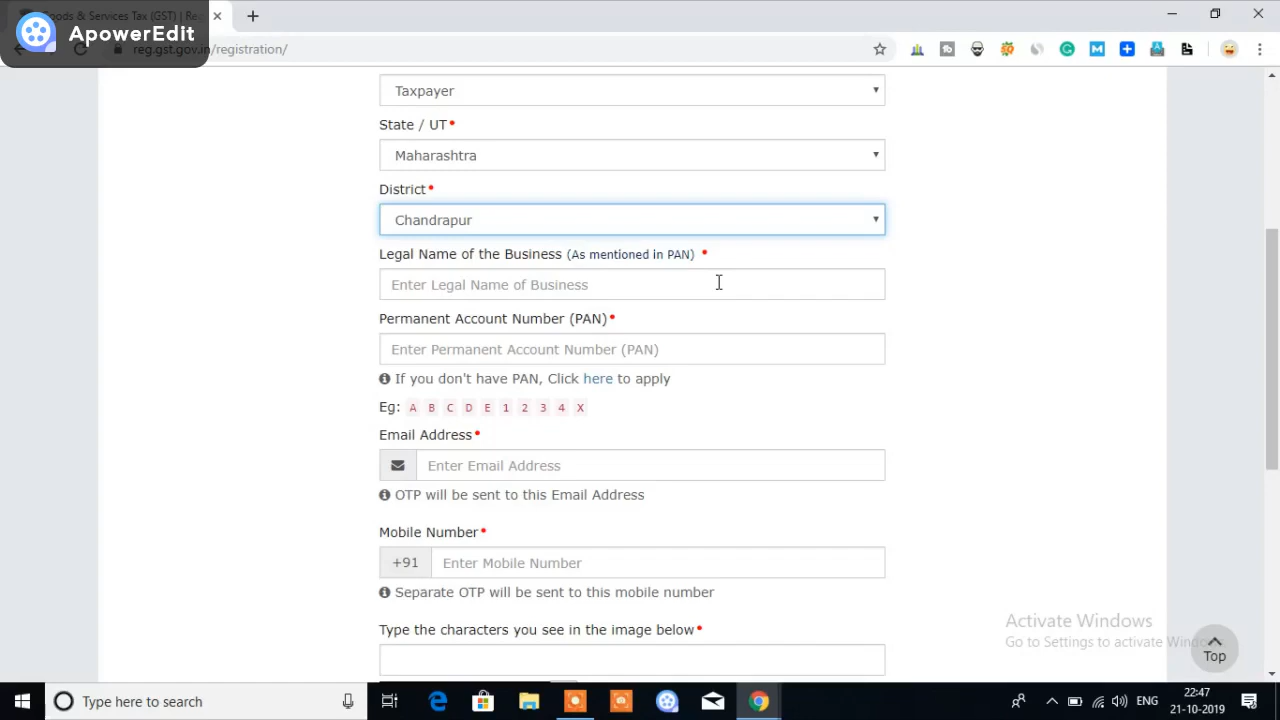 Goods & Services Tax (GST) | Re
ApowerEdit
reg.gst.gov.in/registration/
Taxpayer
State / UT•
Maharashtra
District•
Chandrapur
Legal Name of the Business (As mentioned in PAN) •
Enter Legal Name of Business
Permanent Account Number (PAN)•
Enter Permanent Account Number (PAN)
If you don't have PAN, Click here to apply
Eg: A B C D E 1 2 3 4 X
Email Address•
Enter Email Address
OTP will be sent to this Email Address
Mobile Number•
+91 Enter Mobile Number
Separate OTP will be sent to this mobile number
Type the characters you see in the image below•
Activate Windows
Go to Settings to activate Windows
Top
Type here to search
ENG
22:47
21-10-2019